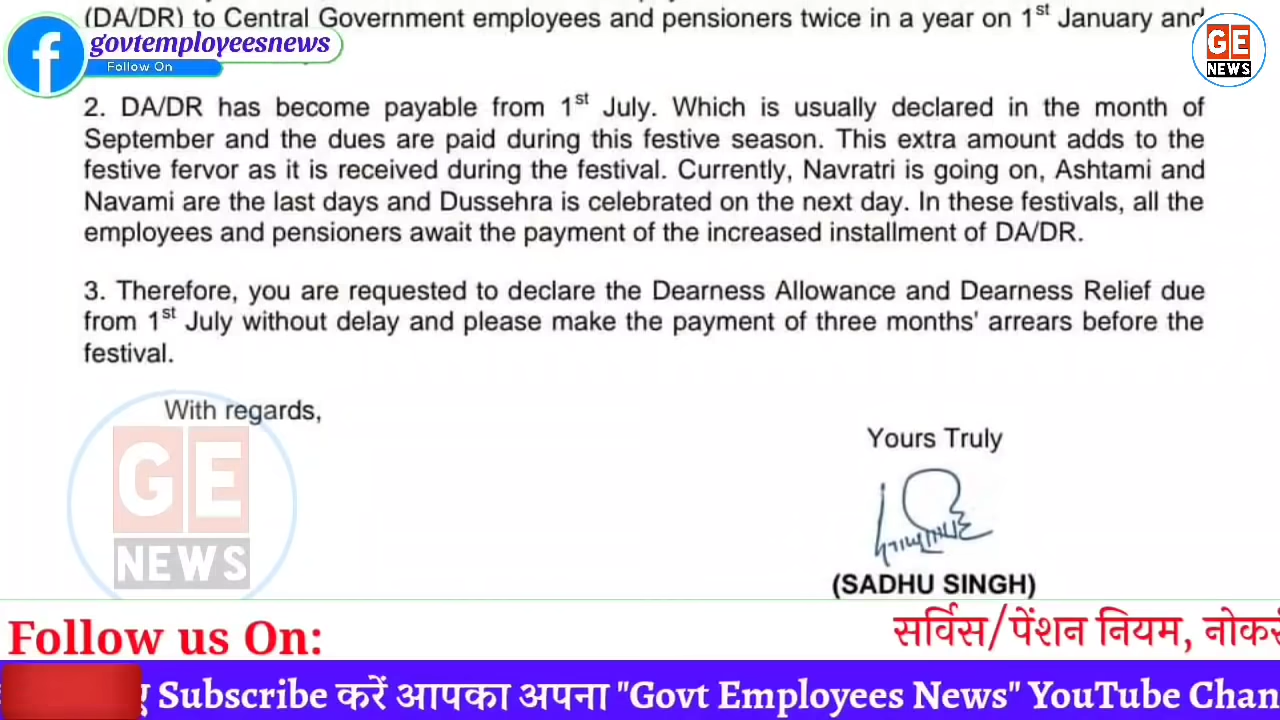 (DA/DR) to Central Government employees and pensioners twice in a year on 1st January and
govtemployeesnews
Follow On
GE
NEWS
2. DA/DR has become payable from 1st July. Which is usually declared in the month of
September and the dues are paid during this festive season. This extra amount adds to the
festive fervor as it is received during the festival. Currently, Navratri is going on, Ashtami and
Navami are the last days and Dussehra is celebrated on the next day. In these festivals, all the
employees and pensioners await the payment of the increased installment of DA/DR.
3. Therefore, you are requested to declare the Dearness Allowance and Dearness Relief due
from 1st July without delay and please make the payment of three months' arrears before the
festival.
With regards,
Yours Truly
GE
NEWS
(SADHU SINGH)
Follow us On:
सर्विस/पेंशन नियम,
Subscribe करें आपका अपना "Govt Employees News" YouTube